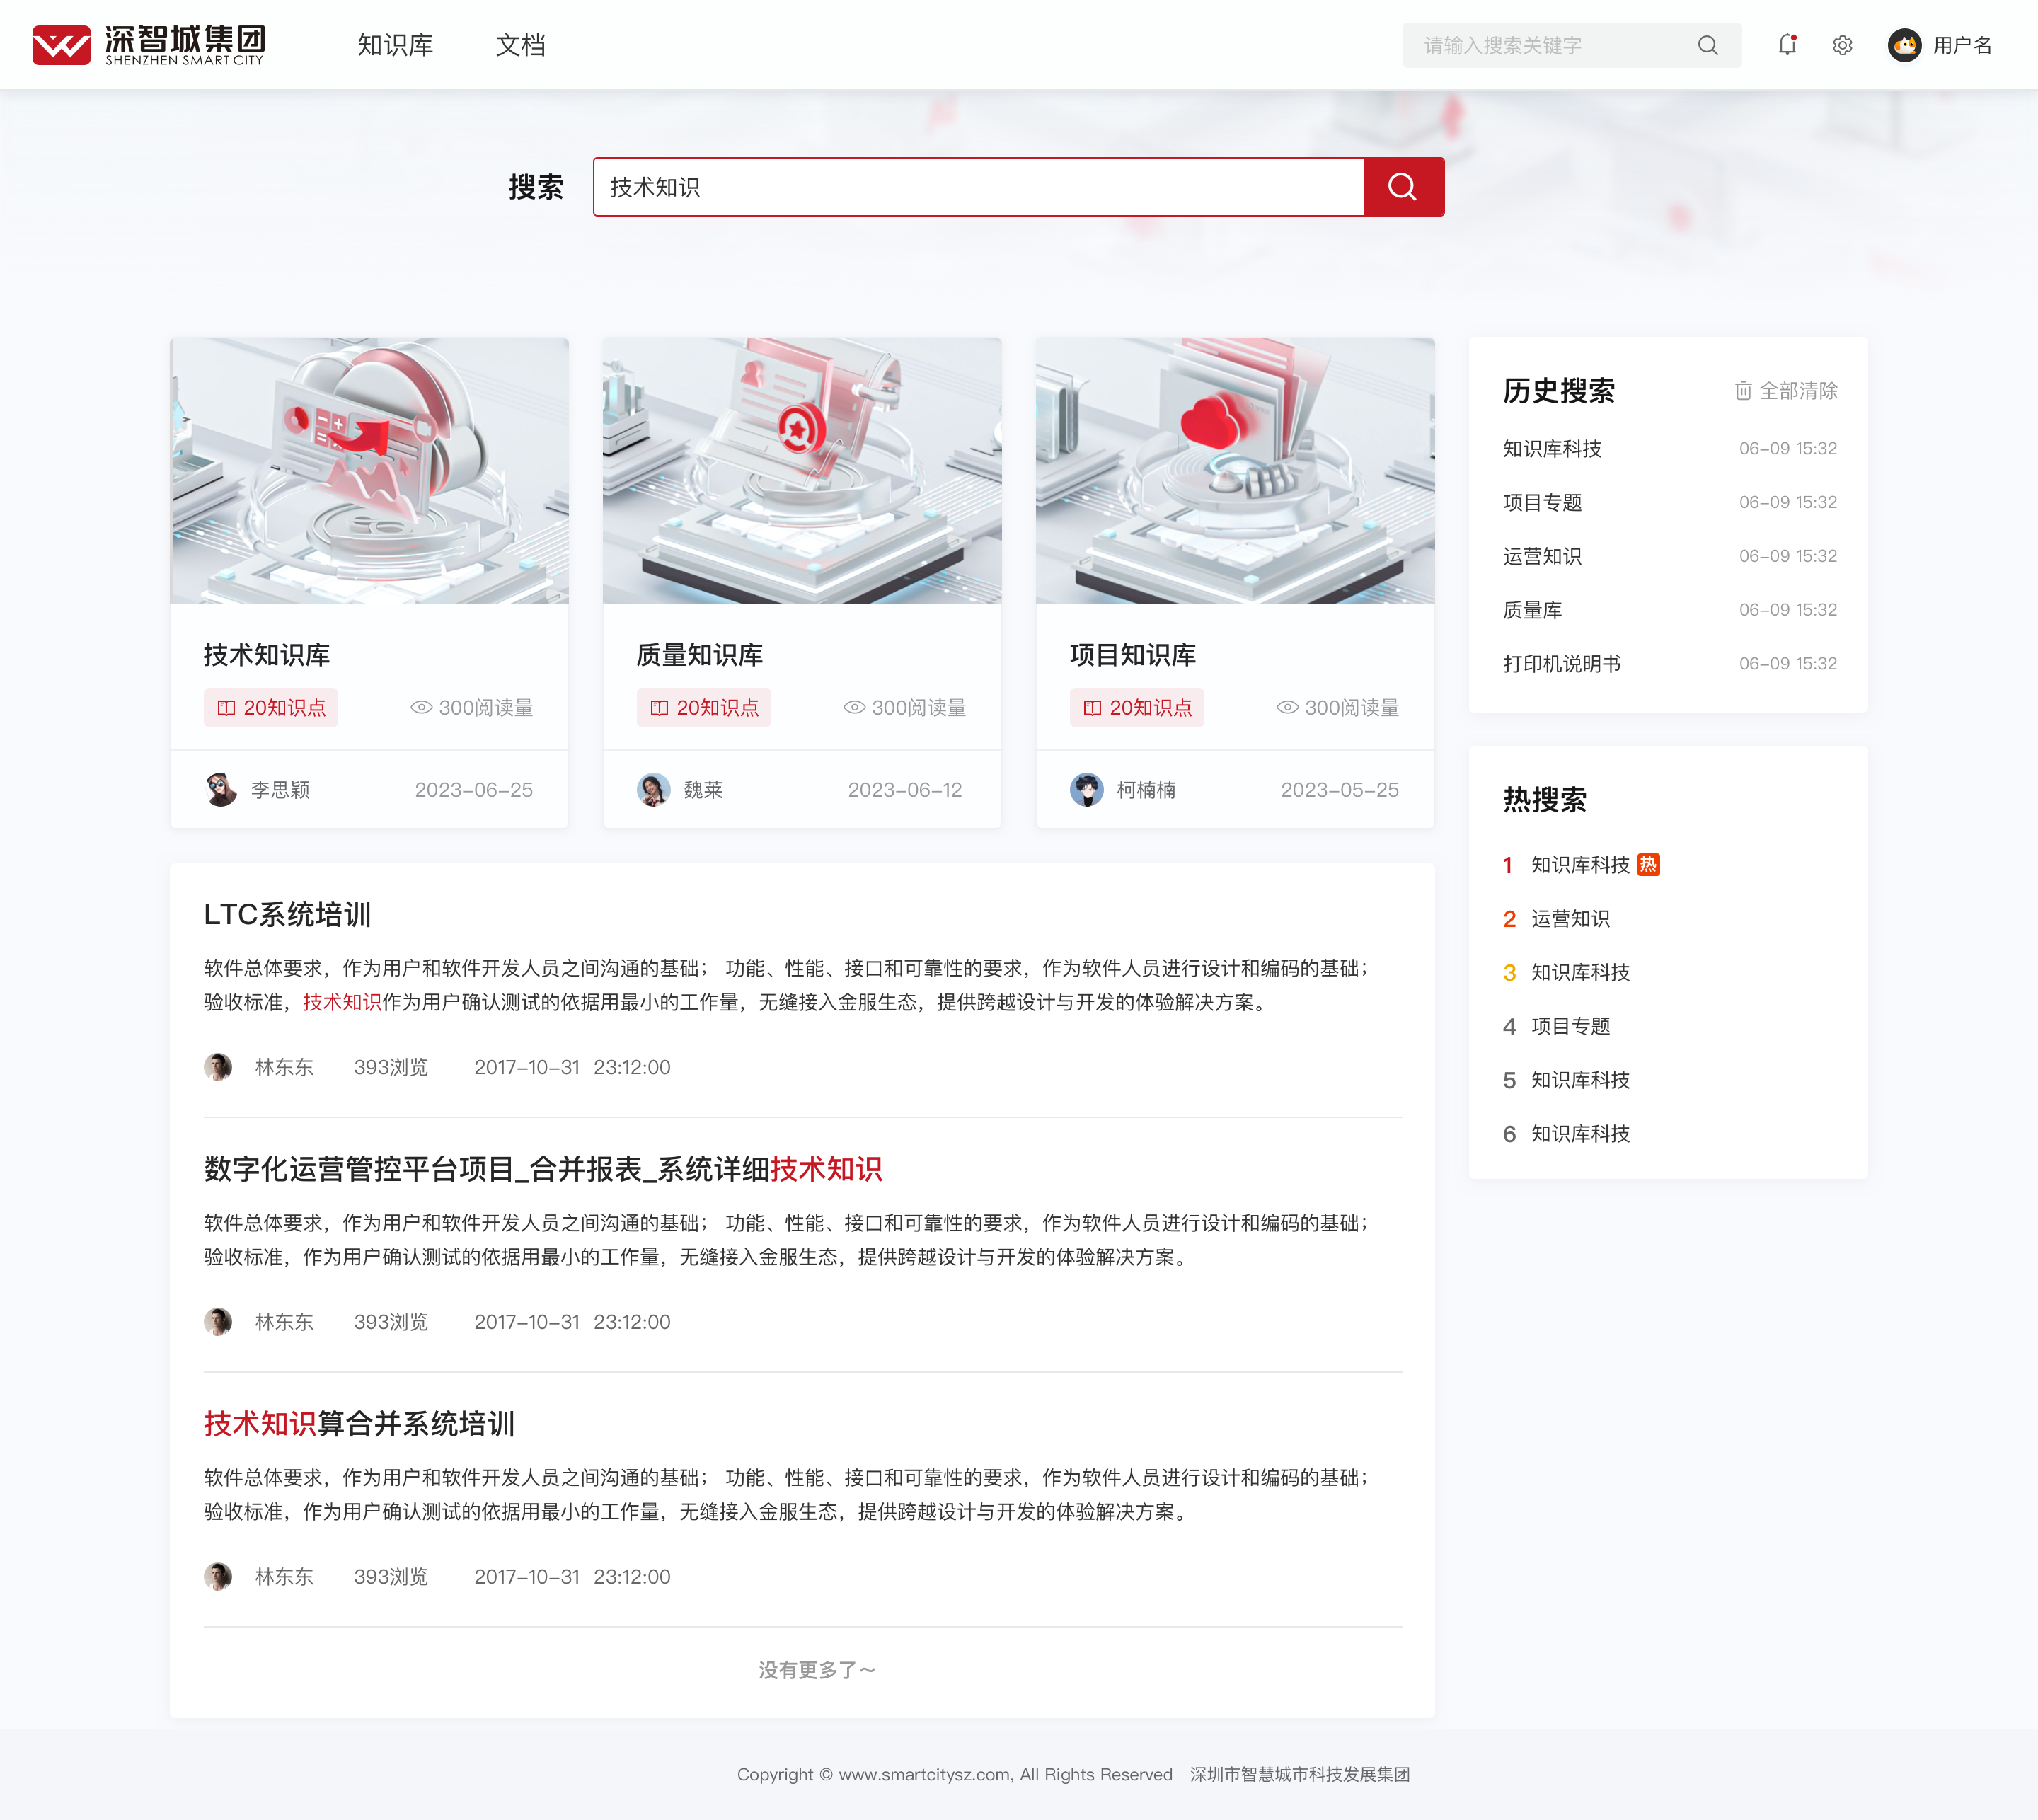 深智城集团
SHENZHEN SMART CITY
知识库
文档
请输入搜索关键字
用户名
搜索
技术知识
技术知识库
20知识点
300阅读量
李思颖
2023-06-25
质量知识库
20知识点
300阅读量
魏莱
2023-06-12
项目知识库
20知识点
300阅读量
柯楠楠
2023-05-25
历史搜索
全部清除
知识库科技 06-09 15:32
项目专题 06-09 15:32
运营知识 06-09 15:32
质量库 06-09 15:32
打印机说明书 06-09 15:32
热搜索
1 知识库科技 热
2 运营知识
3 知识库科技
4 项目专题
5 知识库科技
6 知识库科技
LTC系统培训
软件总体要求，作为用户和软件开发人员之间沟通的基础； 功能、性能、接口和可靠性的要求，作为软件人员进行设计和编码的基础；
验收标准，技术知识作为用户确认测试的依据用最小的工作量，无缝接入金服生态，提供跨越设计与开发的体验解决方案。
林东东 393浏览 2017-10-31 23:12:00
数字化运营管控平台项目_合并报表_系统详细技术知识
软件总体要求，作为用户和软件开发人员之间沟通的基础； 功能、性能、接口和可靠性的要求，作为软件人员进行设计和编码的基础；
验收标准，作为用户确认测试的依据用最小的工作量，无缝接入金服生态，提供跨越设计与开发的体验解决方案。
林东东 393浏览 2017-10-31 23:12:00
技术知识算合并系统培训
软件总体要求，作为用户和软件开发人员之间沟通的基础； 功能、性能、接口和可靠性的要求，作为软件人员进行设计和编码的基础；
验收标准，作为用户确认测试的依据用最小的工作量，无缝接入金服生态，提供跨越设计与开发的体验解决方案。
林东东 393浏览 2017-10-31 23:12:00
没有更多了～
Copyright © www.smartcitysz.com, All Rights Reserved 深圳市智慧城市科技发展集团